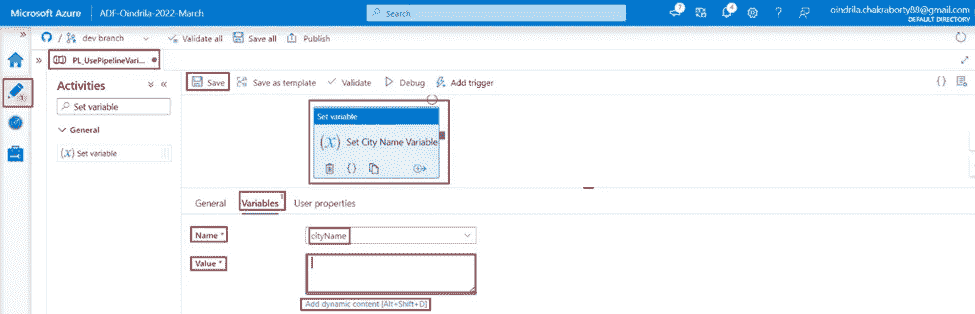 Microsoft Azure
ADF-Oindrila-2022-March
Search
7
4
oindrila.chakraborty88@gmail.com
DEFAULT DIRECTORY
dev branch
Validate all
Save all
Publish
PL_UsePipelineVari...
Activities
Set variable
General
(x) Set variable
Save
Save as template
Validate
Debug
Add trigger
Set variable
(x) Set City Name Variable
General
Variables 1
User properties
Name *
cityName
Value *
Add dynamic content [Alt+Shift+D]